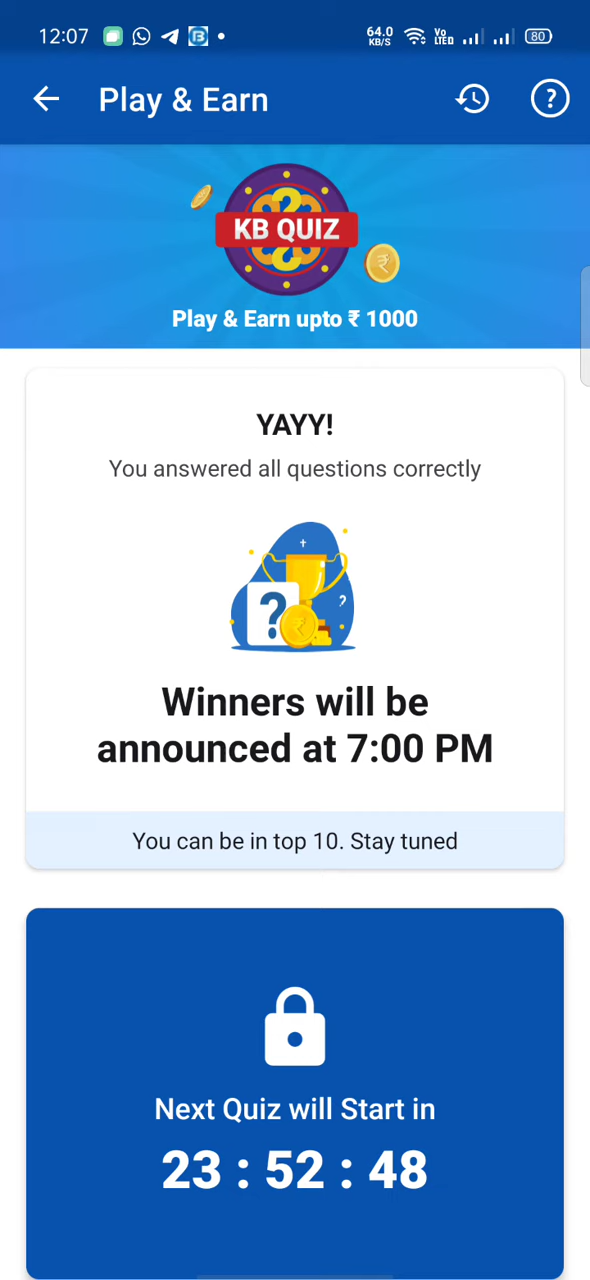 12:07
64.0
KB/S
Vo
LTED
80
Play & Earn
?
KB QUIZ
Play & Earn upto ₹ 1000
YAYY!
You answered all questions correctly
?
?
₹
Winners will be
announced at 7:00 PM
You can be in top 10. Stay tuned
Next Quiz will Start in
23 : 52 : 48